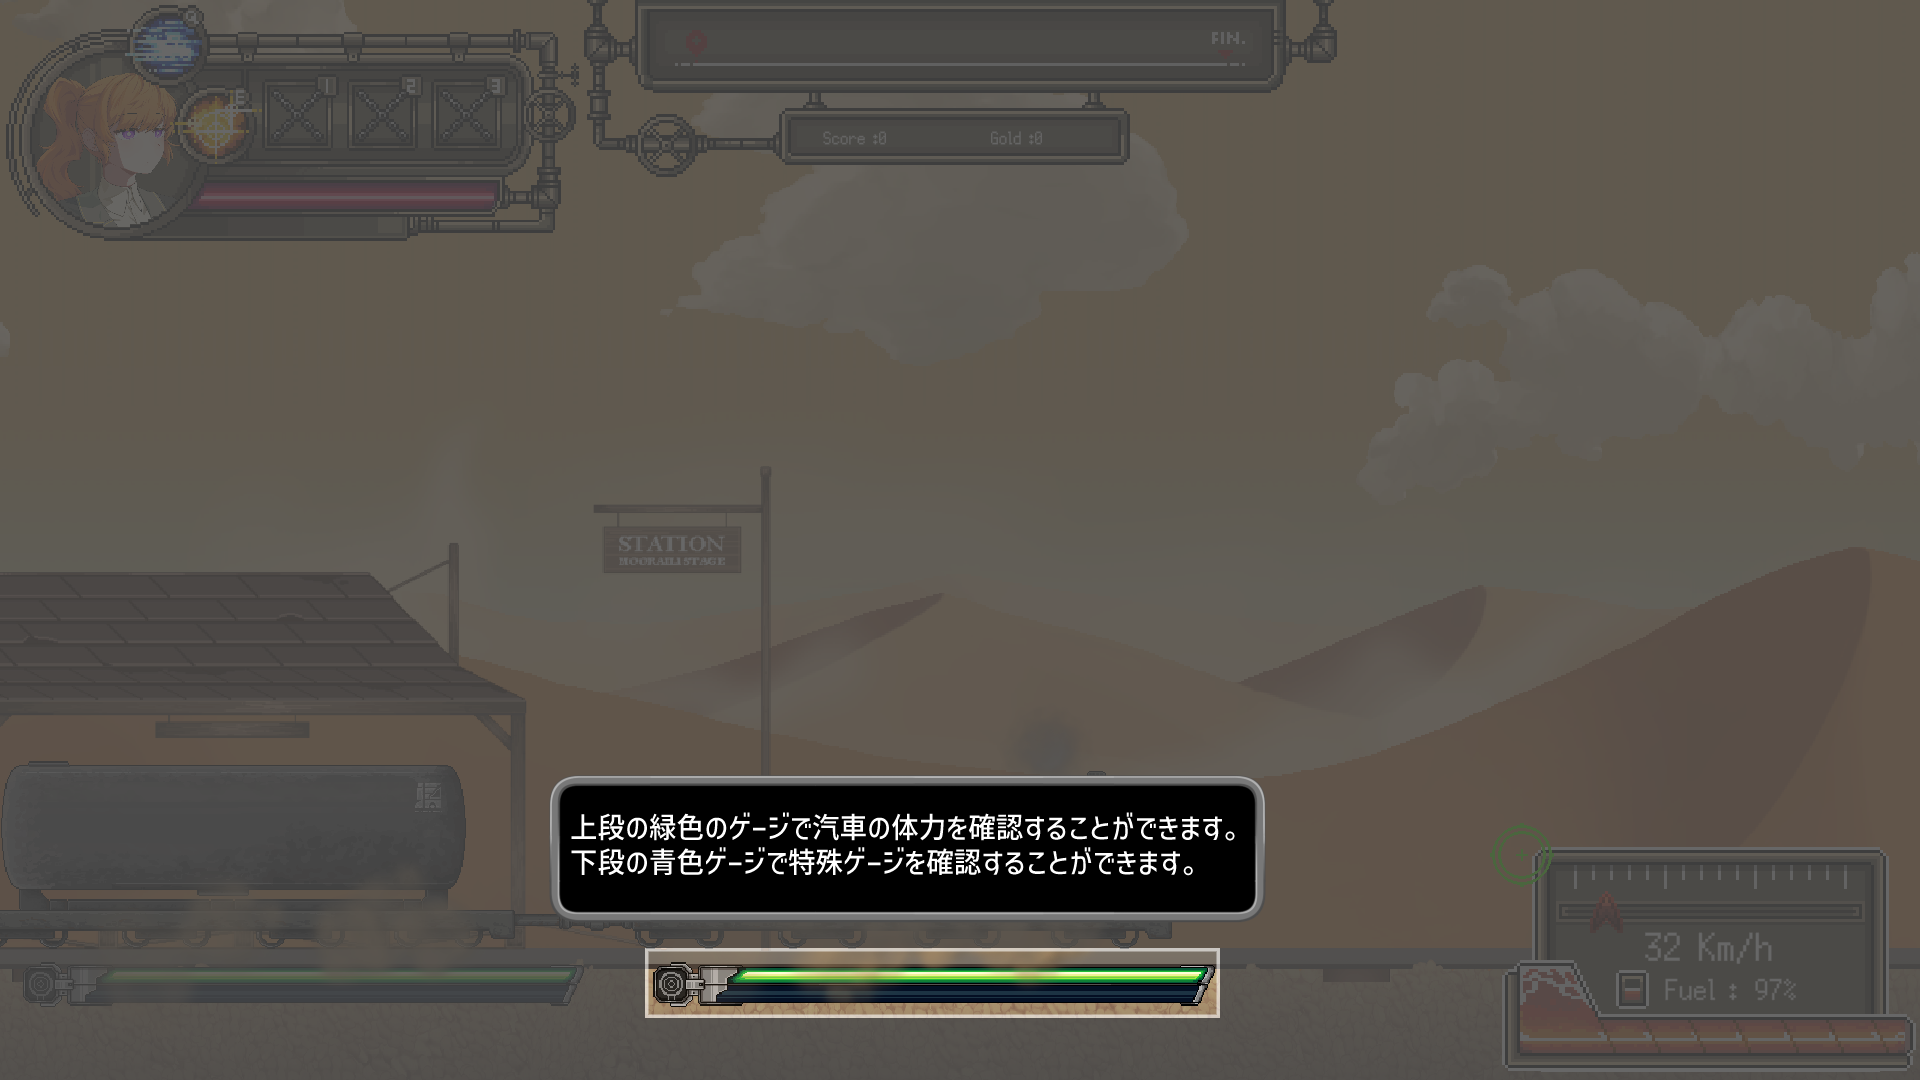 Q
E
1
2
3
FIN.
Score :0
Gold :0
STATION
上段の緑色のゲージで汽車の体力を確認することができます。
下段の青色ゲージで特殊ゲージを確認することができます。
32 Km/h
Fuel : 97%